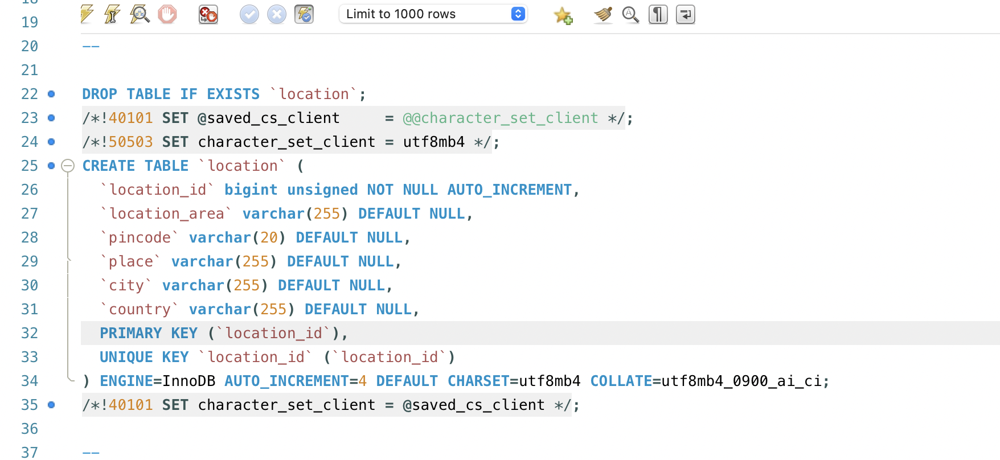 18
19
Limit to 1000 rows
20 --
21
22 DROP TABLE IF EXISTS `location`;
23 /*!40101 SET @saved_cs_client     = @@character_set_client */;
24 /*!50503 SET character_set_client = utf8mb4 */;
25 CREATE TABLE `location` (
26   `location_id` bigint unsigned NOT NULL AUTO_INCREMENT,
27   `location_area` varchar(255) DEFAULT NULL,
28   `pincode` varchar(20) DEFAULT NULL,
29   `place` varchar(255) DEFAULT NULL,
30   `city` varchar(255) DEFAULT NULL,
31   `country` varchar(255) DEFAULT NULL,
32   PRIMARY KEY (`location_id`),
33   UNIQUE KEY `location_id` (`location_id`)
34 ) ENGINE=InnoDB AUTO_INCREMENT=4 DEFAULT CHARSET=utf8mb4 COLLATE=utf8mb4_0900_ai_ci;
35 /*!40101 SET character_set_client = @saved_cs_client */;
36
37 --